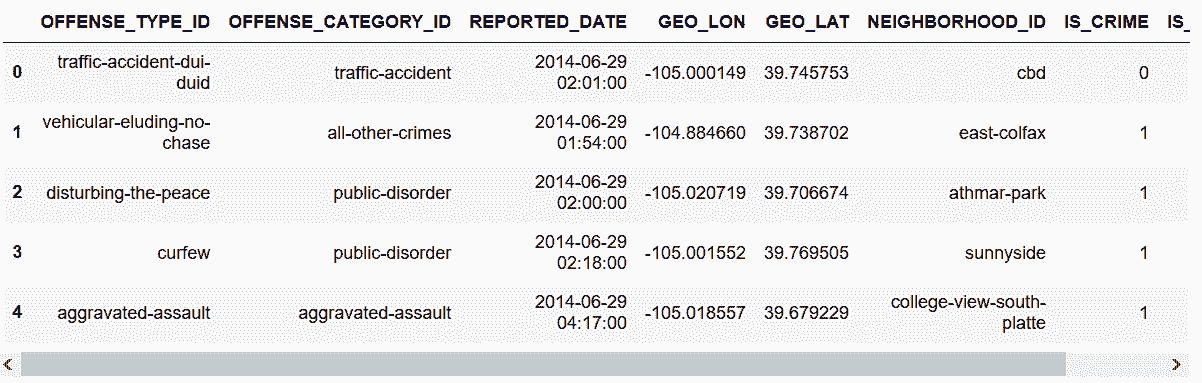 OFFENSE_TYPE_ID OFFENSE_CATEGORY_ID REPORTED_DATE GEO_LON GEO_LAT NEIGHBORHOOD_ID IS_CRIME IS_
0 traffic-accident-dui-duid traffic-accident 2014-06-29 02:01:00 -105.000149 39.745753 cbd 0
1 vehicular-eluding-no-chase all-other-crimes 2014-06-29 01:54:00 -104.884660 39.738702 east-colfax 1
2 disturbing-the-peace public-disorder 2014-06-29 02:00:00 -105.020719 39.706674 athmar-park 1
3 curfew public-disorder 2014-06-29 02:18:00 -105.001552 39.769505 sunnyside 1
4 aggravated-assault aggravated-assault 2014-06-29 04:17:00 -105.018557 39.679229 college-view-south-platte 1